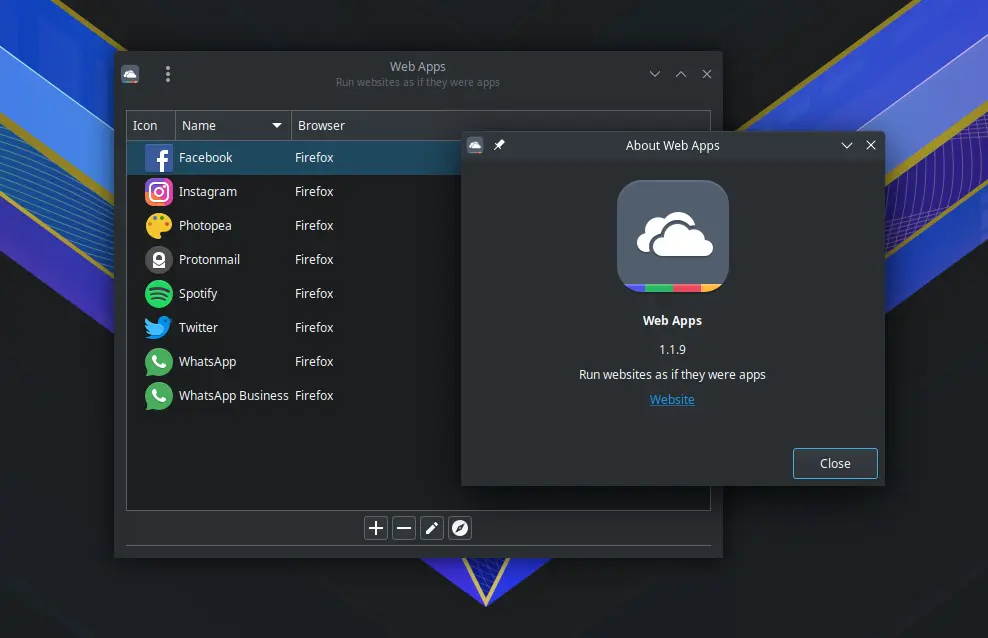 Web Apps
Run websites as if they were apps
Icon Name Browser
Facebook Firefox
Instagram Firefox
Photopea Firefox
Protonmail Firefox
Spotify Firefox
Twitter Firefox
WhatsApp Firefox
WhatsApp Business Firefox
About Web Apps
Web Apps
1.1.9
Run websites as if they were apps
Website
Close